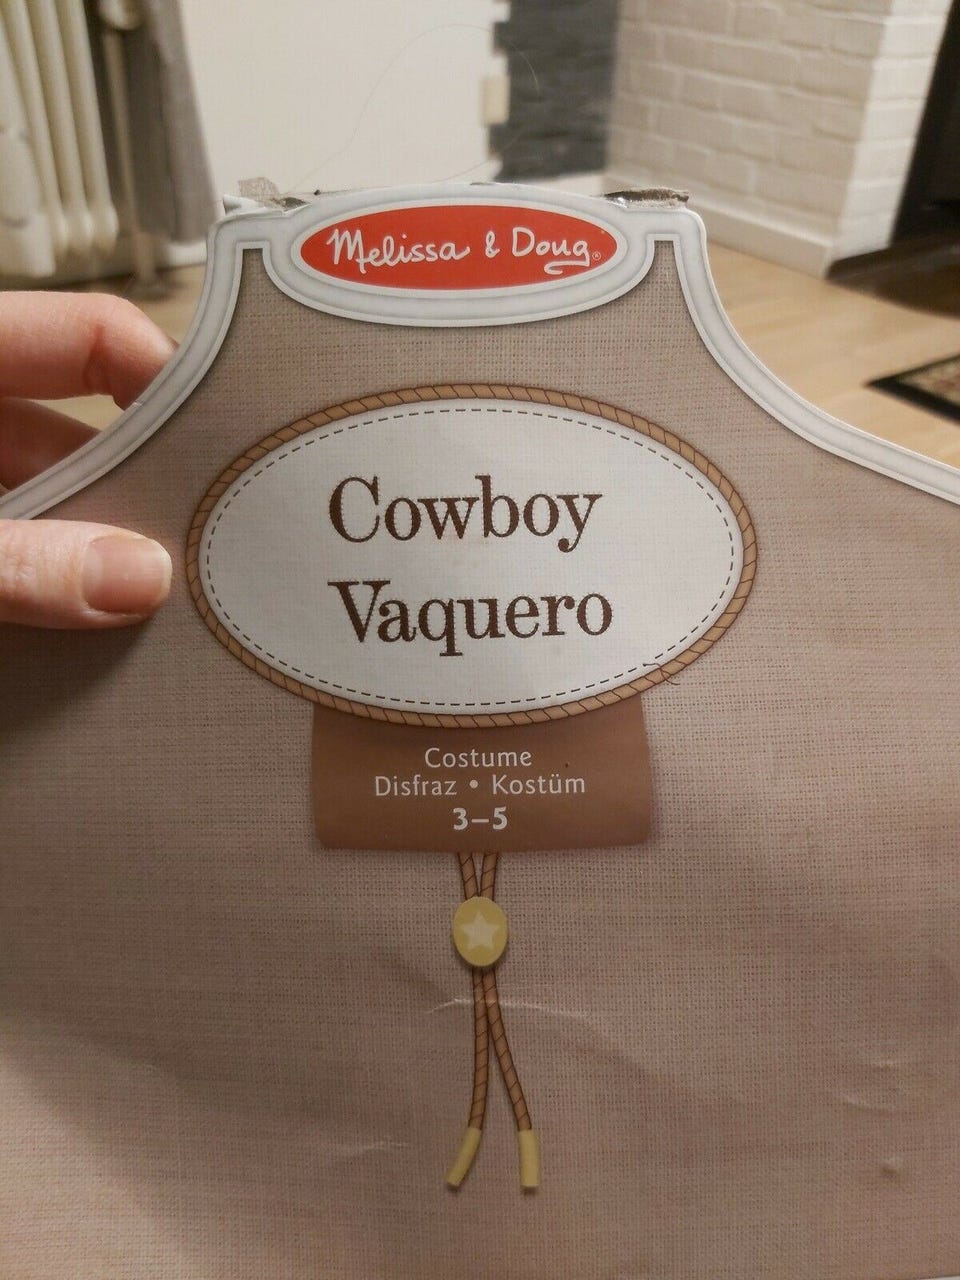 Melissa & Doug®
Cowboy
Vaquero
Costume
Disfraz • Kostüm
3–5